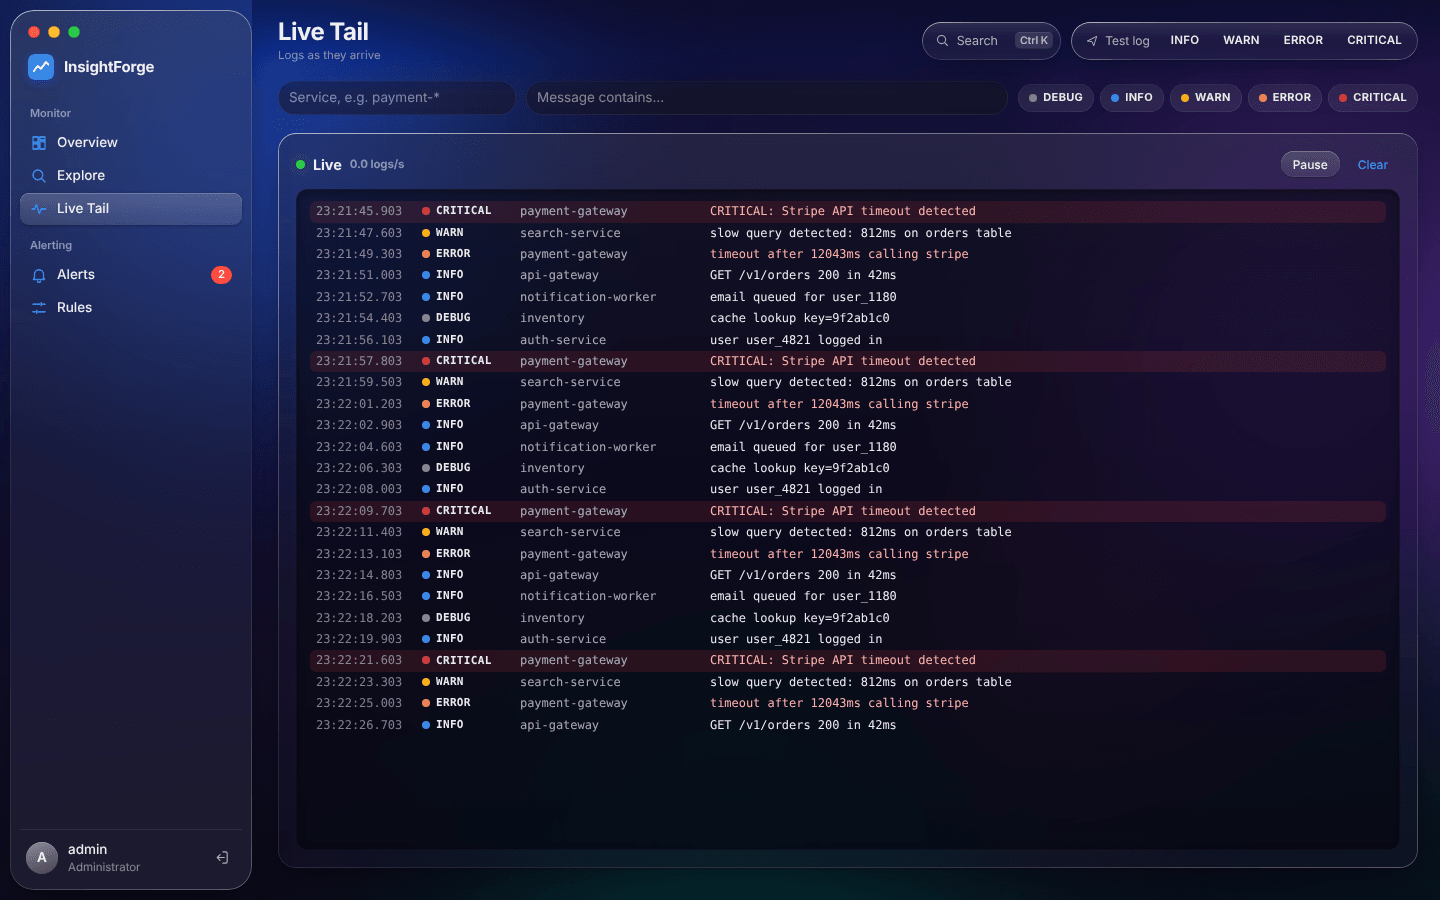 InsightForge
Monitor
Overview
Explore
Live Tail
Alerting
Alerts 2
Rules
A
admin
Administrator
Live Tail
Logs as they arrive
Search Ctrl K
Test log INFO WARN ERROR CRITICAL
Service, e.g. payment-*
Message contains...
DEBUG INFO WARN ERROR CRITICAL
Live 0.0 logs/s Pause Clear
23:21:45.903 CRITICAL payment-gateway CRITICAL: Stripe API timeout detected
23:21:47.603 WARN search-service slow query detected: 812ms on orders table
23:21:49.303 ERROR payment-gateway timeout after 12043ms calling stripe
23:21:51.003 INFO api-gateway GET /v1/orders 200 in 42ms
23:21:52.703 INFO notification-worker email queued for user_1180
23:21:54.403 DEBUG inventory cache lookup key=9f2ab1c0
23:21:56.103 INFO auth-service user user_4821 logged in
23:21:57.803 CRITICAL payment-gateway CRITICAL: Stripe API timeout detected
23:21:59.503 WARN search-service slow query detected: 812ms on orders table
23:22:01.203 ERROR payment-gateway timeout after 12043ms calling stripe
23:22:02.903 INFO api-gateway GET /v1/orders 200 in 42ms
23:22:04.603 INFO notification-worker email queued for user_1180
23:22:06.303 DEBUG inventory cache lookup key=9f2ab1c0
23:22:08.003 INFO auth-service user user_4821 logged in
23:22:09.703 CRITICAL payment-gateway CRITICAL: Stripe API timeout detected
23:22:11.403 WARN search-service slow query detected: 812ms on orders table
23:22:13.103 ERROR payment-gateway timeout after 12043ms calling stripe
23:22:14.803 INFO api-gateway GET /v1/orders 200 in 42ms
23:22:16.503 INFO notification-worker email queued for user_1180
23:22:18.203 DEBUG inventory cache lookup key=9f2ab1c0
23:22:19.903 INFO auth-service user user_4821 logged in
23:22:21.603 CRITICAL payment-gateway CRITICAL: Stripe API timeout detected
23:22:23.303 WARN search-service slow query detected: 812ms on orders table
23:22:25.003 ERROR payment-gateway timeout after 12043ms calling stripe
23:22:26.703 INFO api-gateway GET /v1/orders 200 in 42ms